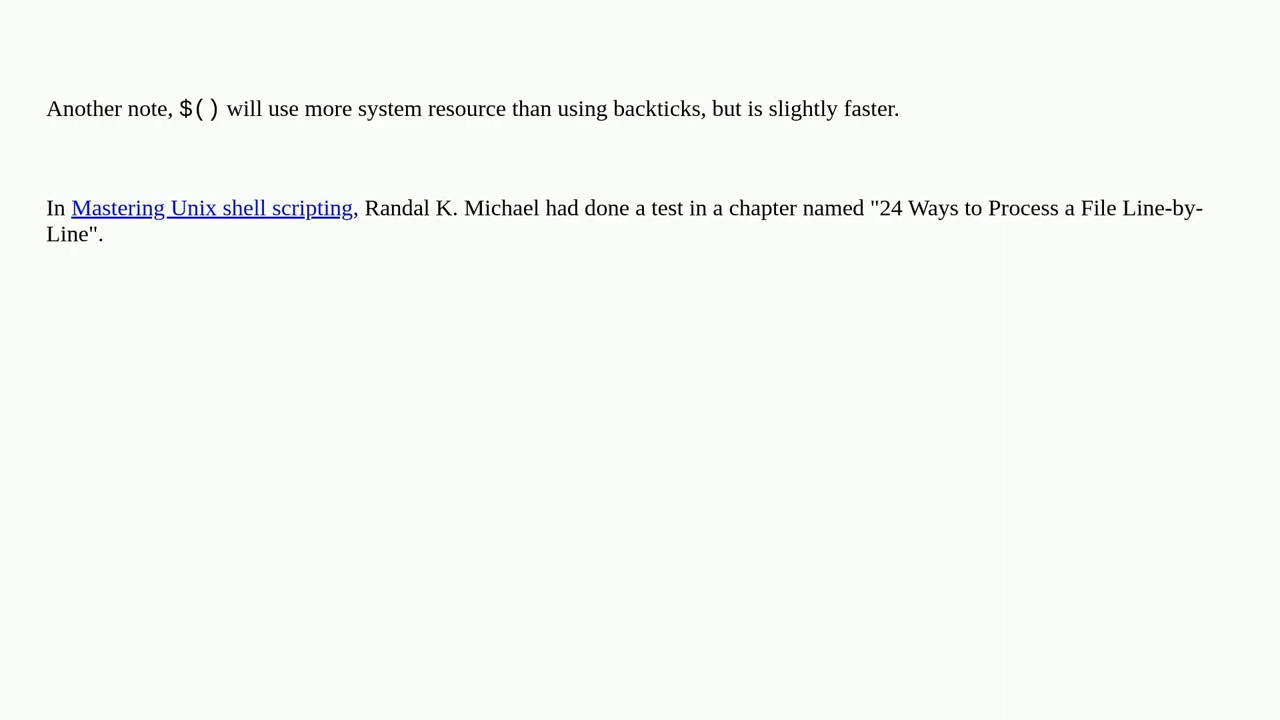 Another note, $() will use more system resource than using backticks, but is slightly faster.
In Mastering Unix shell scripting, Randal K. Michael had done a test in a chapter named "24 Ways to Process a File Line-by-
Line".